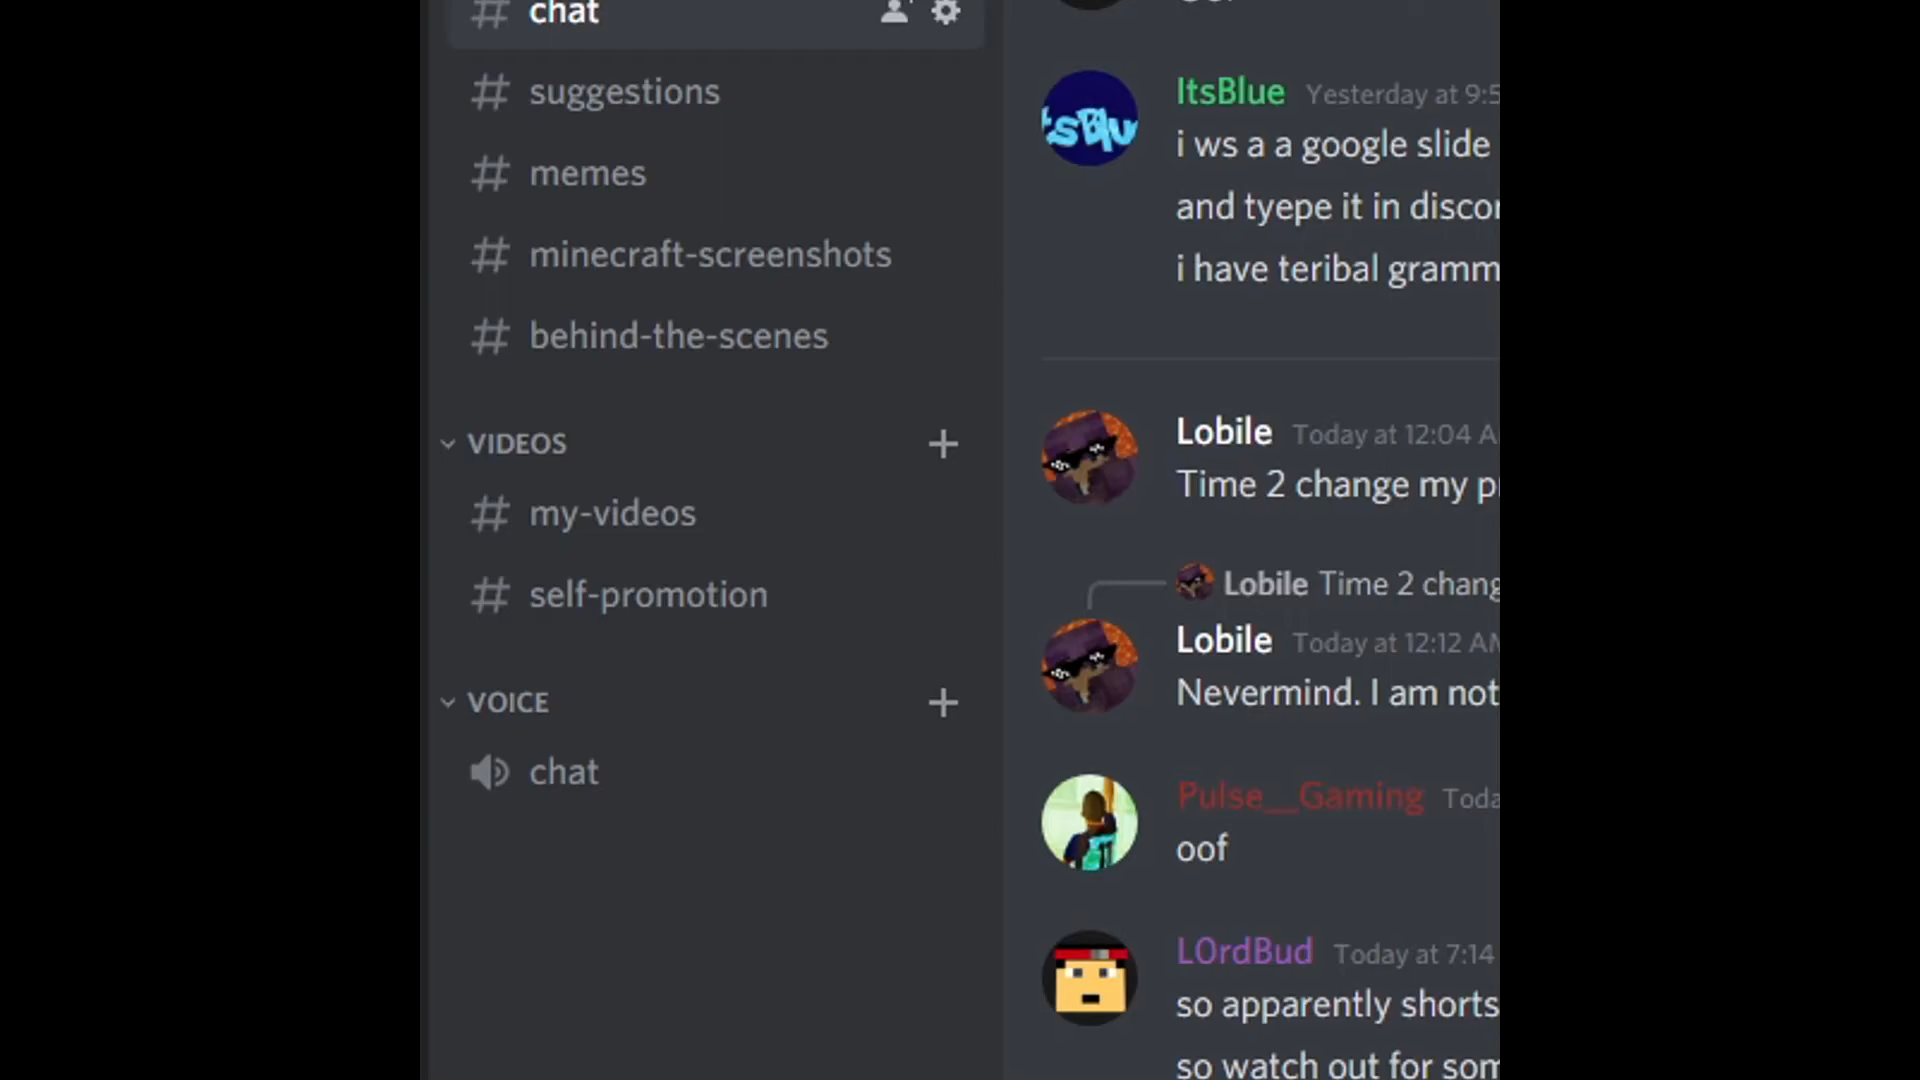 chat
suggestions
memes
minecraft-screenshots
behind-the-scenes
VIDEOS
my-videos
self-promotion
VOICE
chat
ItsBlue Yesterday at 9:5
i ws a a google slide
and tyepe it in discor
i have teribal gramm
Lobile Today at 12:04 A
Time 2 change my p
Lobile Time 2 chang
Lobile Today at 12:12 AM
Nevermind. I am not
Pulse__Gaming Toda
oof
L0rdBud Today at 7:14
so apparently shorts
so watch out for som